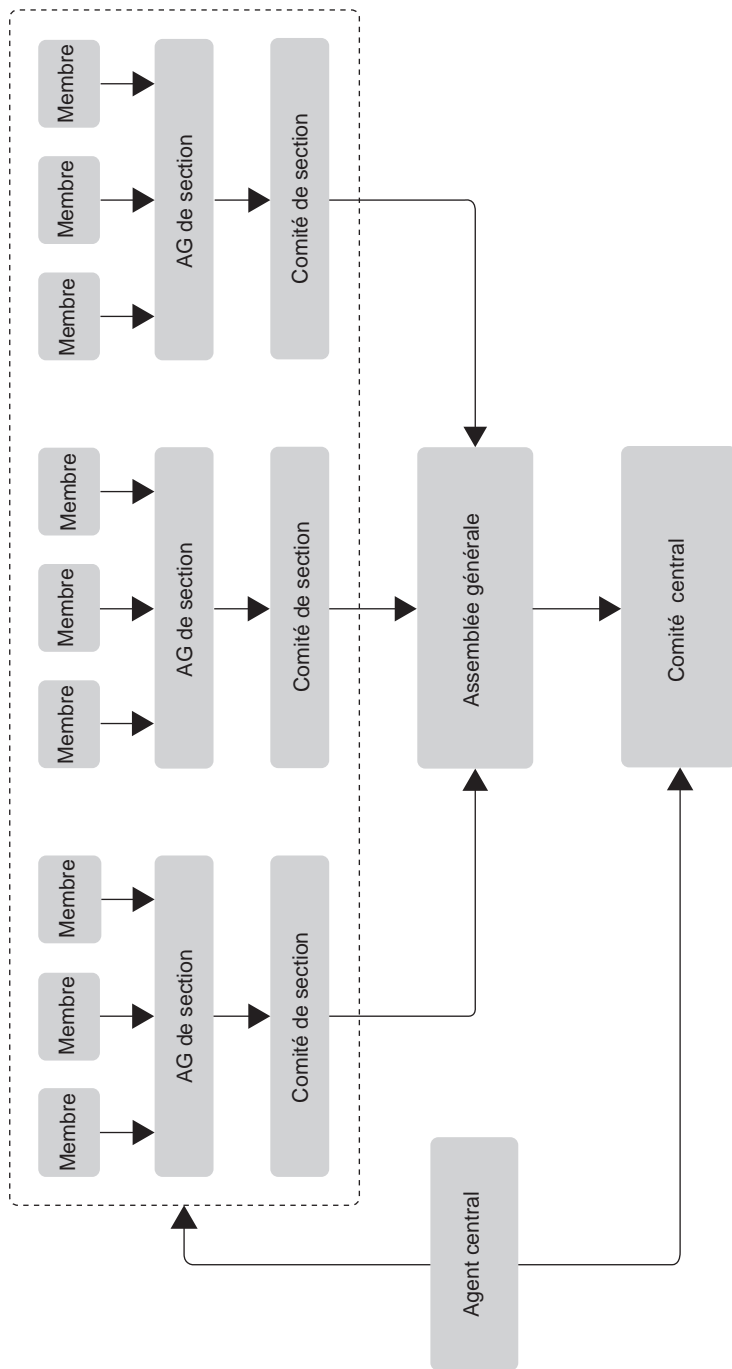 Membre
Membre
Membre
Membre
Membre
Membre
Membre
Membre
Membre
AG de section
AG de section
AG de section
Comité de section
Comité de section
Comité de section
Agent central
Assemblée générale
Comité central